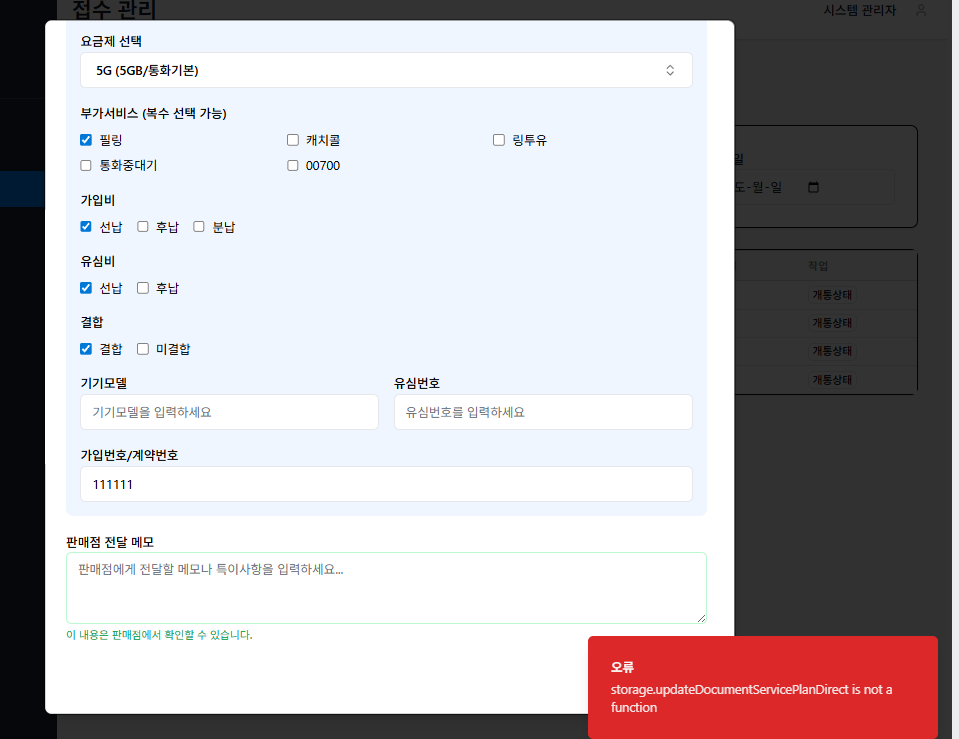 접수 관리
시스템 관리자
요금제 선택
5G (5GB/통화기본)
부가서비스 (복수 선택 가능)
필링
캐치콜
링투유
통화중대기
00700
가입비
선납
후납
분납
유심비
선납
후납
결합
결합
미결합
기기모델
유심번호
기기모델을 입력하세요
유심번호를 입력하세요
가입번호/계약번호
111111
판매점 전달 메모
판매점에게 전달할 메모나 특이사항을 입력하세요...
이 내용은 판매점에서 확인할 수 있습니다.
일
도-월-일
작업
개통상태
개통상태
개통상태
개통상태
오류
storage.updateDocumentServicePlanDirect is not a
function